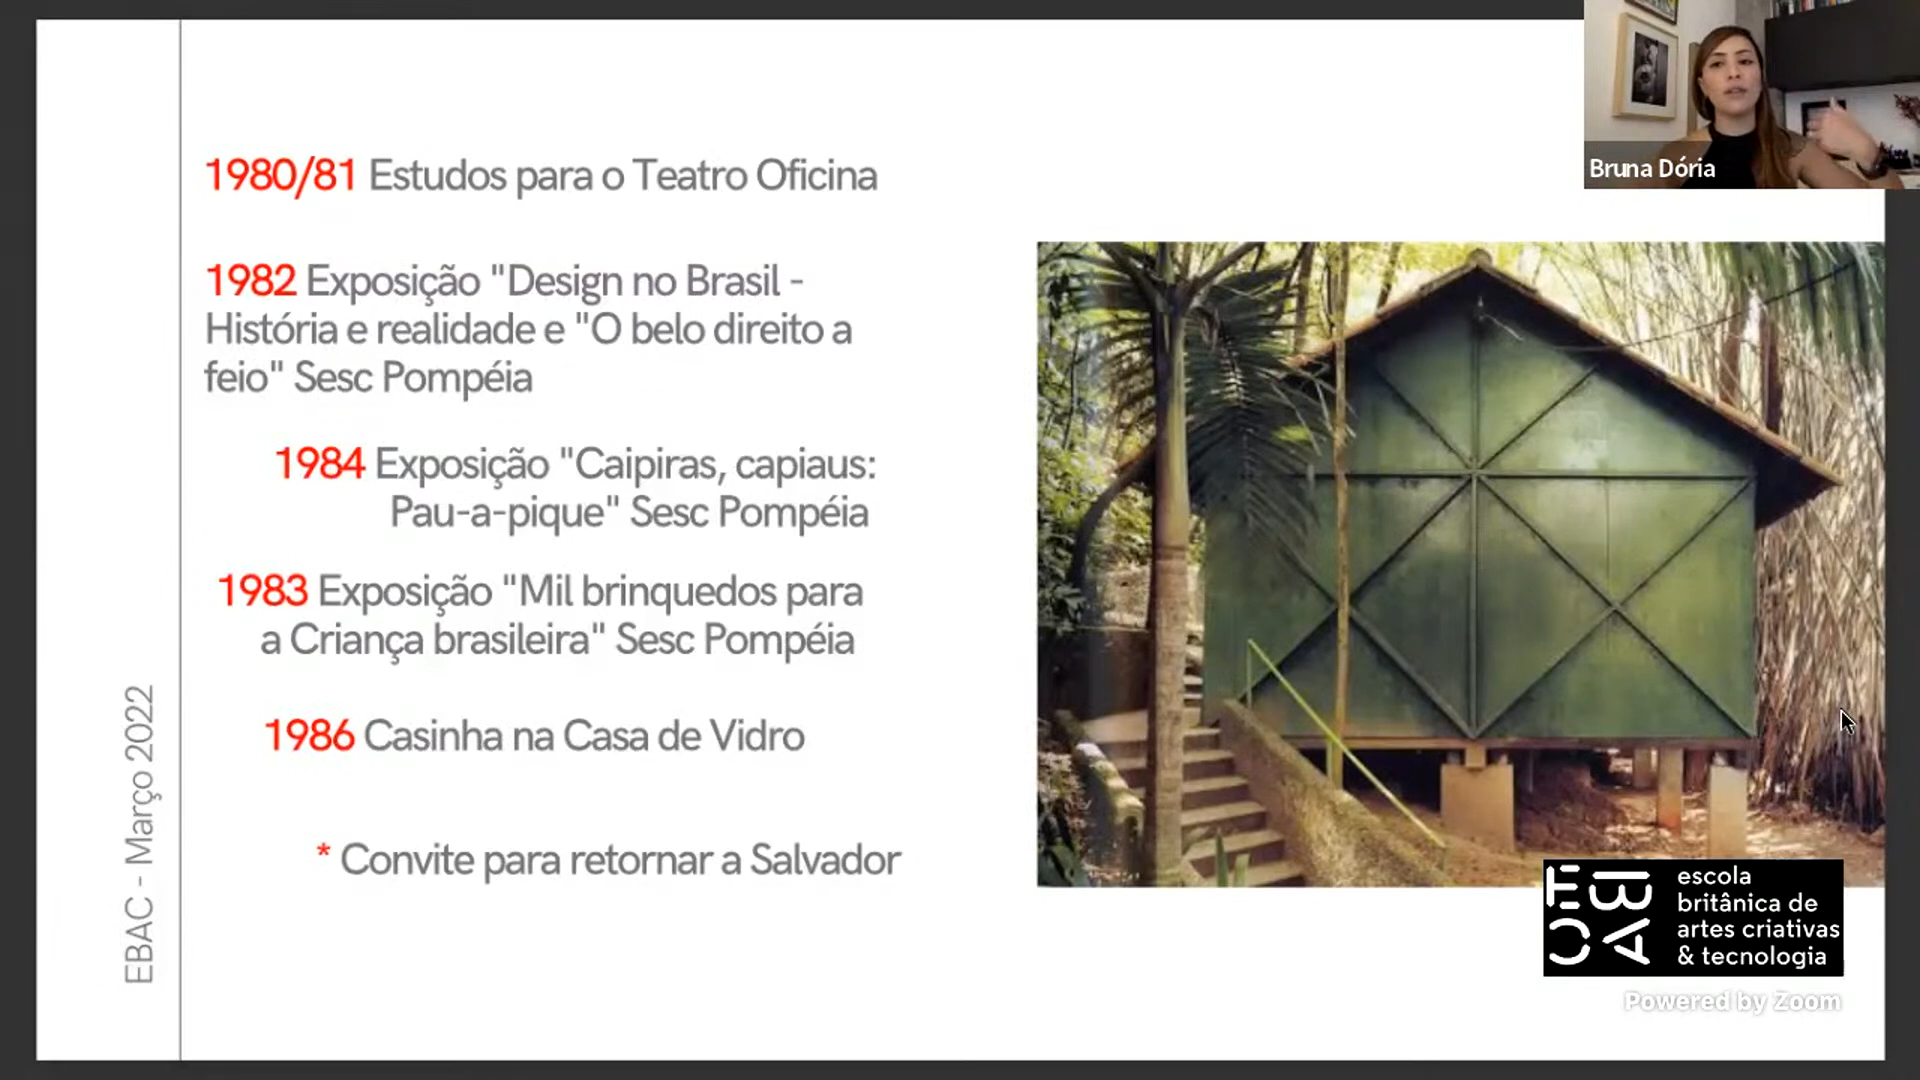 Bruna Dória
1980/81 Estudos para o Teatro Oficina
1982 Exposição "Design no Brasil -
História e realidade e "O belo direito a
feio" Sesc Pompéia
1984 Exposição "Caipiras, capiaus:
Pau-a-pique" Sesc Pompéia
1983 Exposição "Mil brinquedos para
a Criança brasileira" Sesc Pompéia
1986 Casinha na Casa de Vidro
* Convite para retornar a Salvador
EBAC - Março 2022
EBAC
escola
britânica de
artes criativas
& tecnologia
Powered by Zoom